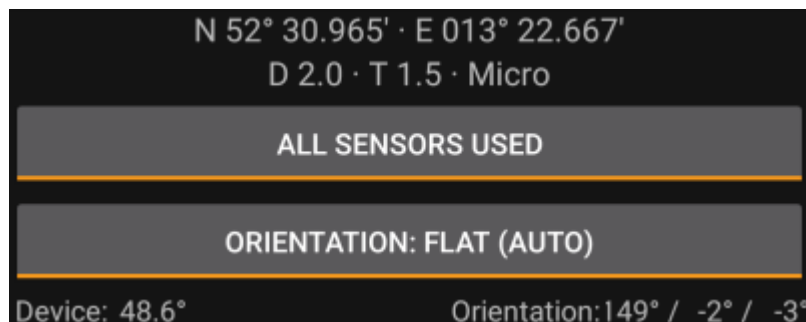 N 52° 30.965' · E 013° 22.667'
D 2.0 · T 1.5 · Micro
ALL SENSORS USED
ORIENTATION: FLAT (AUTO)
Device: 48.6° Orientation:149° / -2° / -3°